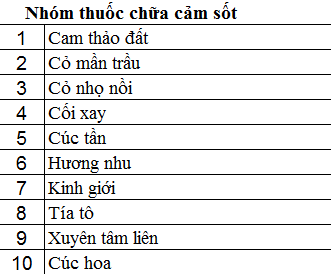 Nhóm thuốc chữa cảm sốt
1 Cam thảo đất
2 Cỏ mần trầu
3 Cỏ nhọ nồi
4 Cối xay
5 Cúc tần
6 Hương nhu
7 Kinh giới
8 Tía tô
9 Xuyên tâm liên
10 Cúc hoa